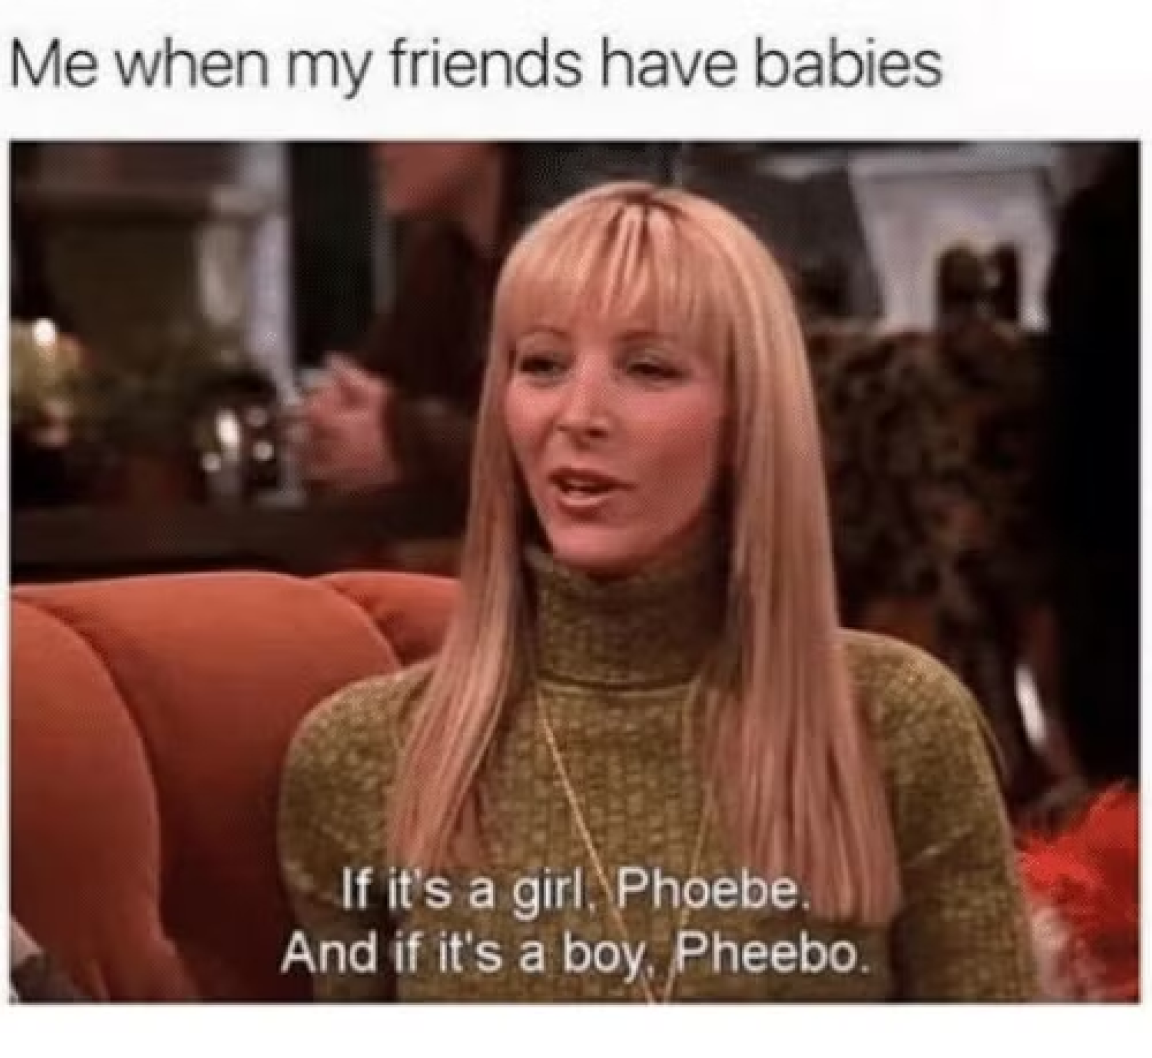 Me when my friends have babies
If it's a girl, Phoebe.
And if it's a boy, Pheebo.